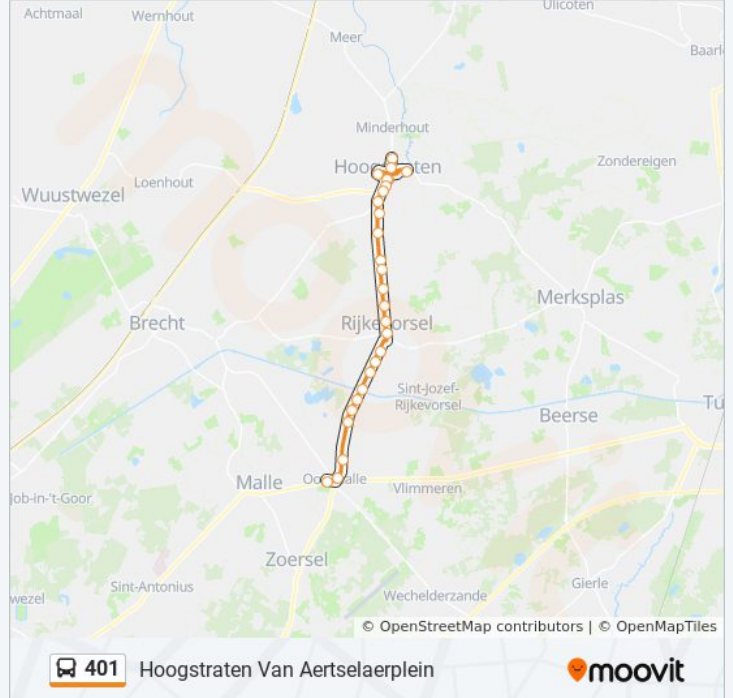 Achtmaal
Wernhout
Ulicoten
Meer
Baarl
Minderhout
Hoogstraten
Zondereigen
Loenhout
Wuustwezel
Merksplas
Brecht
Rijkevorsel
Sint-Jozef-
Rijkevorsel
Tu
Beerse
Malle
Oostmalle
Vlimmeren
Job-in-'t-Goor
Zoersel
Sint-Antonius
Gierle
wezel
Wechelderzande
© OpenStreetMap contributors | © OpenMapTiles
401 Hoogstraten Van Aertselaerplein
moovit